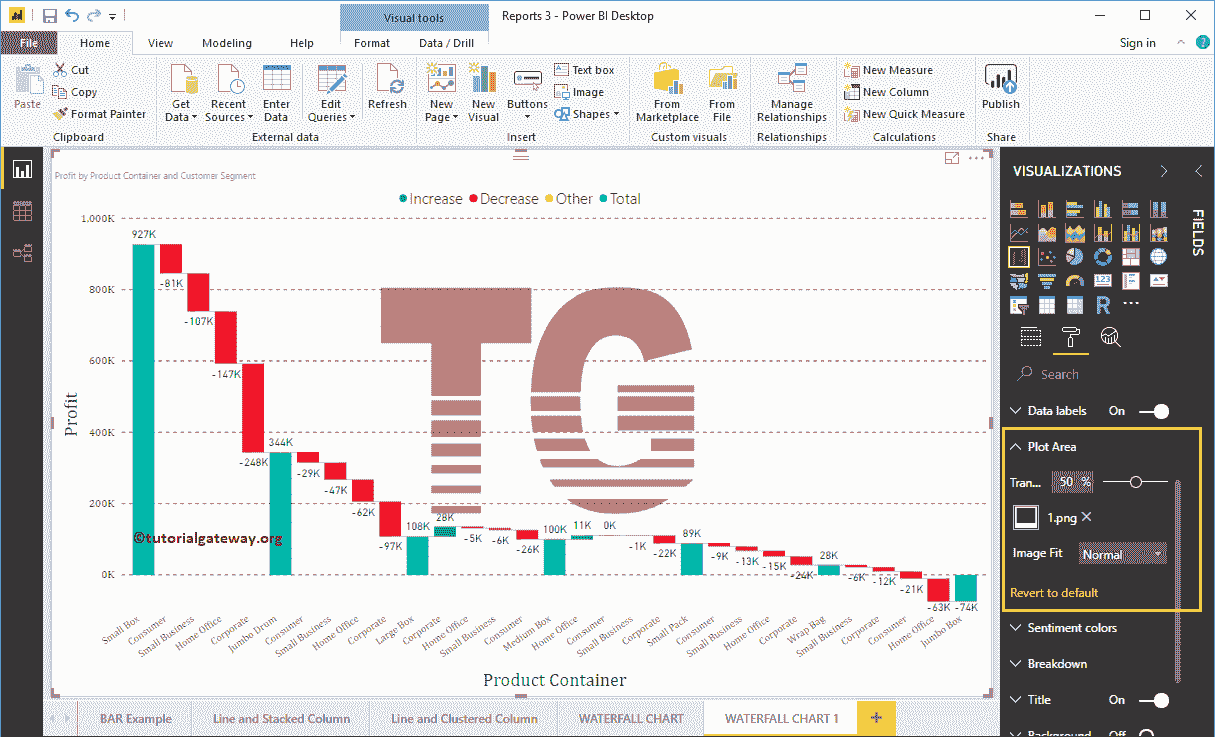 Visual tools
Reports 3 - Power BI Desktop
File Home View Modeling Help Format Data / Drill Sign in
Paste
Cut
Copy
Format Painter
Clipboard
Get Data
Recent Sources
Enter Data
Edit Queries
External data
Refresh
New Page
New Visual
Buttons
Text box
Image
Shapes
Insert
From Marketplace
From File
Custom visuals
Manage Relationships
Relationships
New Measure
New Column
New Quick Measure
Calculations
Publish
Share
Profit by Product Container and Customer Segment
Increase Decrease Other Total
1,000K
800K
600K
400K
200K
0K
Profit
927K
-81K
-107K
-147K
-248K
344K
-29K
-47K
-62K
-97K
108K
28K
-5K
-6K
-26K
100K
11K
0K
-1K
-22K
89K
-9K
-13K
-15K
-24K
28K
-6K
-12K
-21K
-63K
-74K
TG
©tutorialgateway.org
Small Box
Consumer
Small Business
Home Office
Corporate
Jumbo Drum
Consumer
Small Business
Home Office
Corporate
Large Box
Corporate
Home Office
Small Business
Consumer
Medium Box
Home Office
Consumer
Small Business
Corporate
Small Pack
Consumer
Small Business
Home Office
Corporate
Wrap Bag
Small Business
Corporate
Consumer
Home Office
Jumbo Box
Product Container
VISUALIZATIONS
FIELDS
123
R
Search
Data labels On
Plot Area
Tran... 50 %
1.png
Image Fit Normal
Revert to default
Sentiment colors
Breakdown
Title On
Background Off
BAR Example
Line and Stacked Column
Line and Clustered Column
WATERFALL CHART
WATERFALL CHART 1